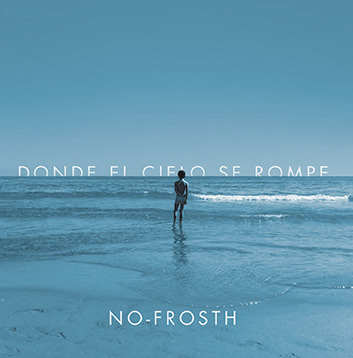 DONDE EL CIELO SE ROMPE
NO-FROSTH